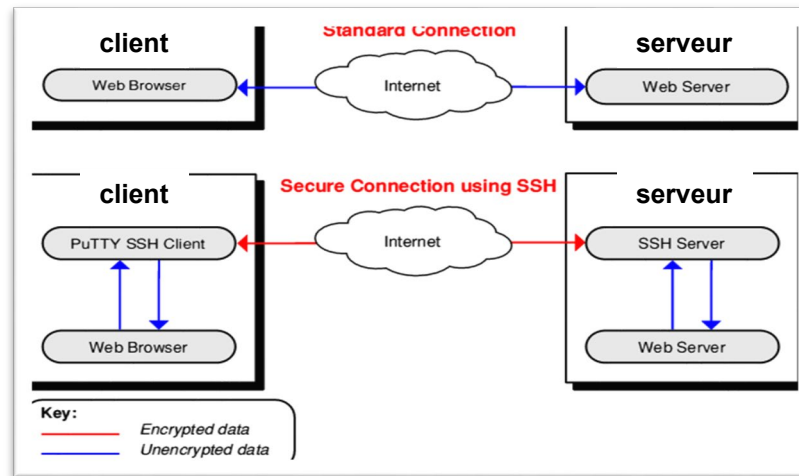 Standard Connection
client
serveur
Web Browser
Internet
Web Server
Secure Connection using SSH
client
serveur
PuTTY SSH Client
Internet
SSH Server
Web Browser
Web Server
Key:
Encrypted data
Unencrypted data